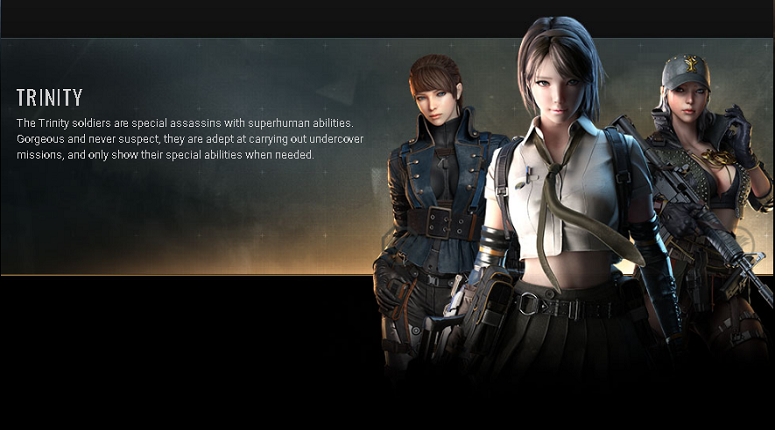 TRINITY
The Trinity soldiers are special assassins with superhuman abilities.
Gorgeous and never suspect, they are adept at carrying out undercover
missions, and only show their special abilities when needed.